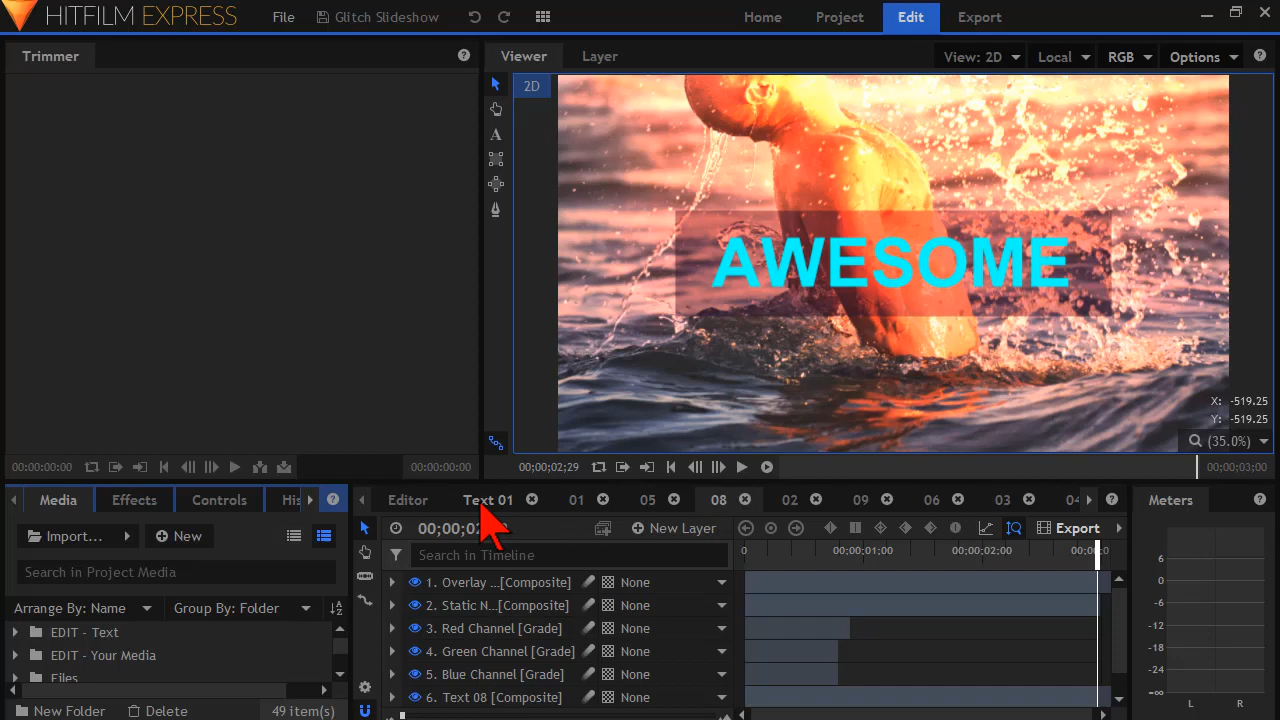 HITFILM EXPRESS File Glitch Slideshow Home Project Edit Export
Trimmer
Viewer Layer View: 2D Local RGB Options
2D
AWESOME
X: -519.25
Y: -519.25
(35.0%)
00:00:00:00 00:00:00:00
00;00;02;29 00;00;03;00
Media Effects Controls His
Editor Text 01 01 05 08 02 09 06 03 04
Meters
Import... New
New Layer Export
Search in Timeline
0 00;00;01;00 00;00;02;00
Search in Project Media
Arrange By: Name Group By: Folder
EDIT - Text
EDIT - Your Media
Files
New Folder Delete 49 item(s)
1. Overlay ...[Composite] None
2. Static N...[Composite] None
3. Red Channel [Grade] None
4. Green Channel [Grade] None
5. Blue Channel [Grade] None
6. Text 08 [Composite] None
6
0
-6
-12
-18
-24
-∞
L R